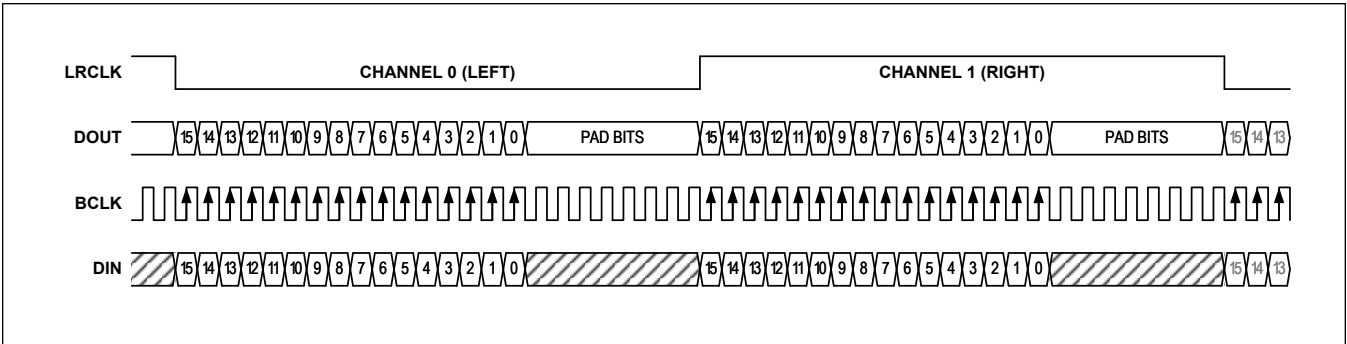 LRCLK CHANNEL 0 (LEFT) CHANNEL 1 (RIGHT)
DOUT 15 14 13 12 11 10 9 8 7 6 5 4 3 2 1 0 PAD BITS 15 14 13 12 11 10 9 8 7 6 5 4 3 2 1 0 PAD BITS 15 14 13
BCLK
DIN 15 14 13 12 11 10 9 8 7 6 5 4 3 2 1 0 15 14 13 12 11 10 9 8 7 6 5 4 3 2 1 0 15 14 13